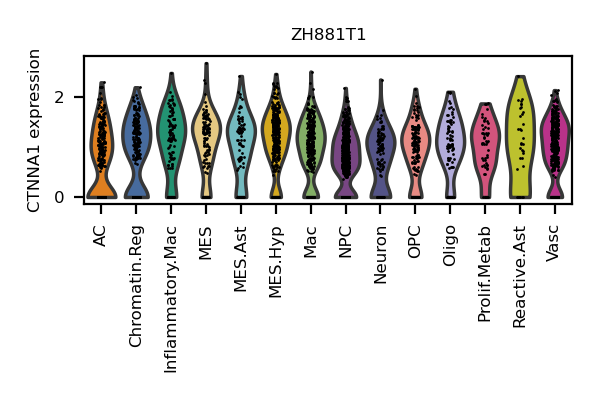 ZH881T1
CTNNA1 expression
2
0
AC
Chromatin.Reg
Inflammatory.Mac
MES
MES.Ast
MES.Hyp
Mac
NPC
Neuron
OPC
Oligo
Prolif.Metab
Reactive.Ast
Vasc